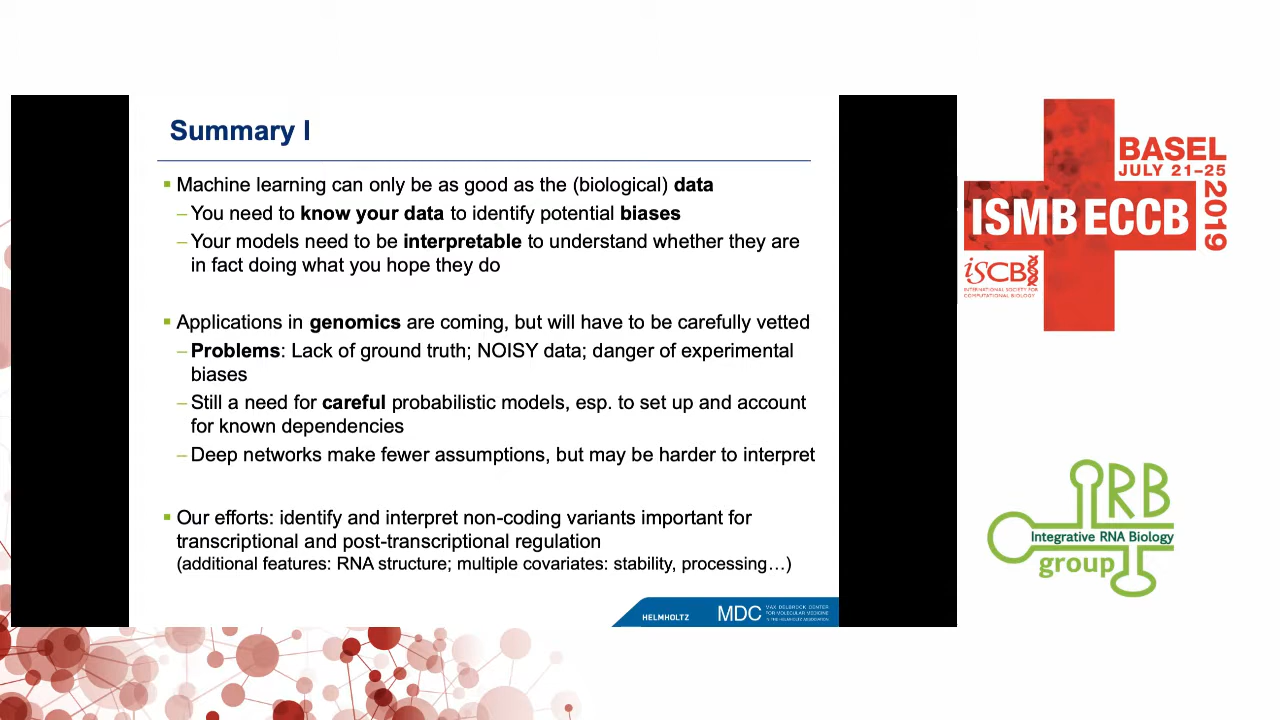 Summary I
▪ Machine learning can only be as good as the (biological) data
– You need to know your data to identify potential biases
– Your models need to be interpretable to understand whether they are
in fact doing what you hope they do
▪ Applications in genomics are coming, but will have to be carefully vetted
– Problems: Lack of ground truth; NOISY data; danger of experimental
biases
– Still a need for careful probabilistic models, esp. to set up and account
for known dependencies
– Deep networks make fewer assumptions, but may be harder to interpret
▪ Our efforts: identify and interpret non-coding variants important for
transcriptional and post-transcriptional regulation
(additional features: RNA structure; multiple covariates: stability, processing…)
HELMHOLTZ
MDC
MAX DELBRÜCK CENTER
FOR MOLECULAR MEDICINE
IN THE HELMHOLTZ ASSOCIATION
BASEL
JULY 21–25
2019
ISMB ECCB
iSCB
INTERNATIONAL SOCIETY FOR
COMPUTATIONAL BIOLOGY
IRB
Integrative RNA Biology
group